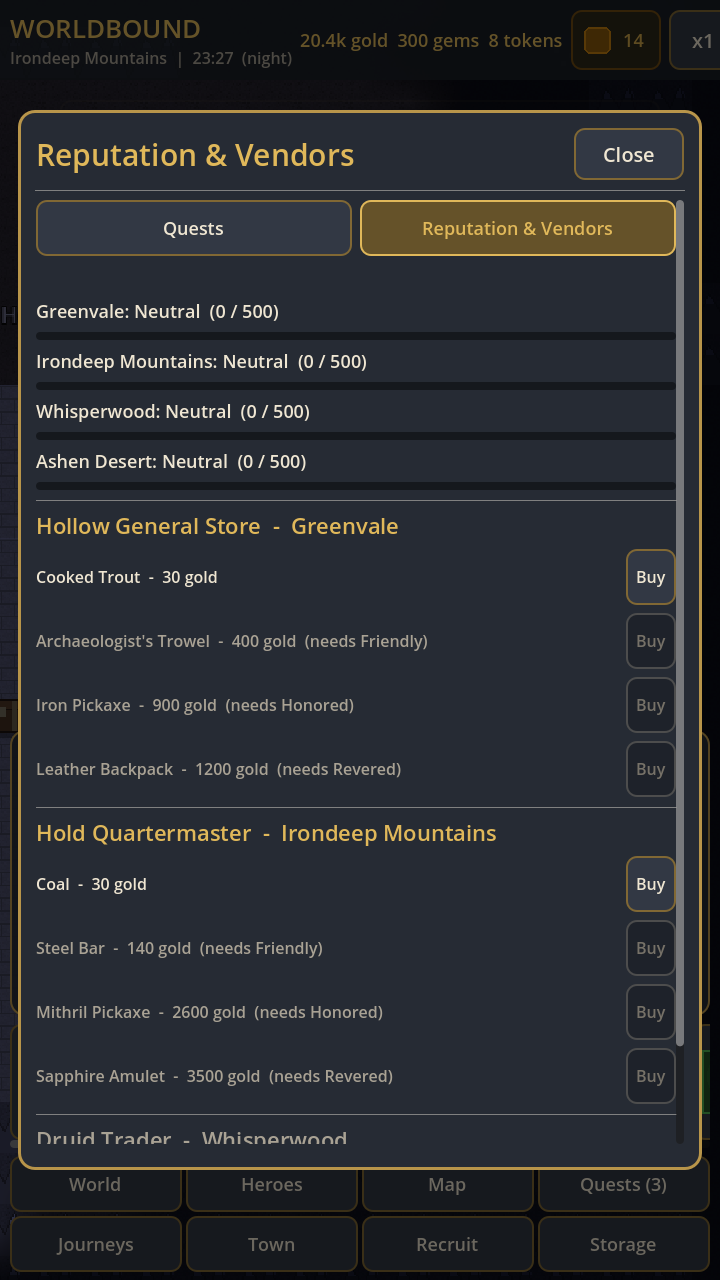 WORLDBOUND
20.4k gold 300 gems 8 tokens
14
x1
Irondeep Mountains | 23:27 (night)
Reputation & Vendors
Close
Quests
Reputation & Vendors
H
Greenvale: Neutral (0 / 500)
Irondeep Mountains: Neutral (0 / 500)
Whisperwood: Neutral (0 / 500)
Ashen Desert: Neutral (0 / 500)
Hollow General Store - Greenvale
Cooked Trout - 30 gold
Buy
Archaeologist's Trowel - 400 gold (needs Friendly)
Buy
Iron Pickaxe - 900 gold (needs Honored)
Buy
Leather Backpack - 1200 gold (needs Revered)
Buy
Hold Quartermaster - Irondeep Mountains
Coal - 30 gold
Buy
Steel Bar - 140 gold (needs Friendly)
Buy
Mithril Pickaxe - 2600 gold (needs Honored)
Buy
Sapphire Amulet - 3500 gold (needs Revered)
Buy
Druid Trader - Whisperwood
World
Heroes
Map
Quests (3)
Journeys
Town
Recruit
Storage